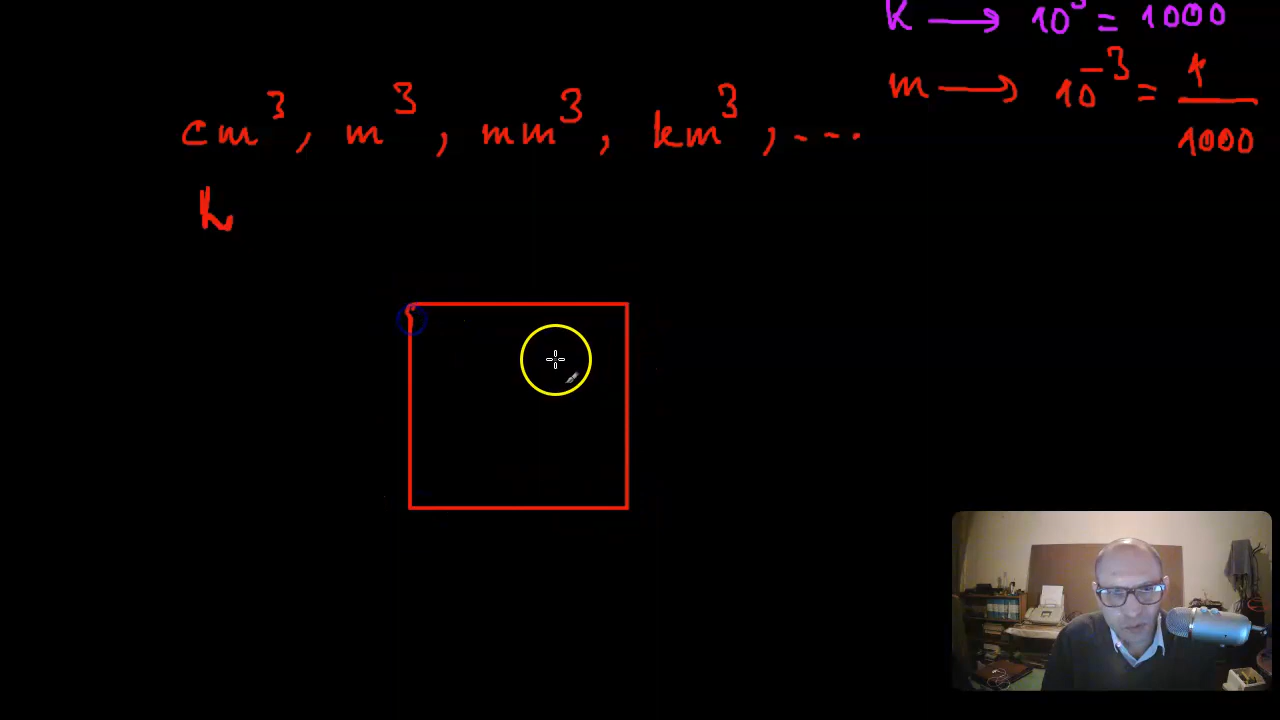 k → 10³ = 1000
m → 10⁻³ = 1/1000
cm³, m³, mm³, km³, ...